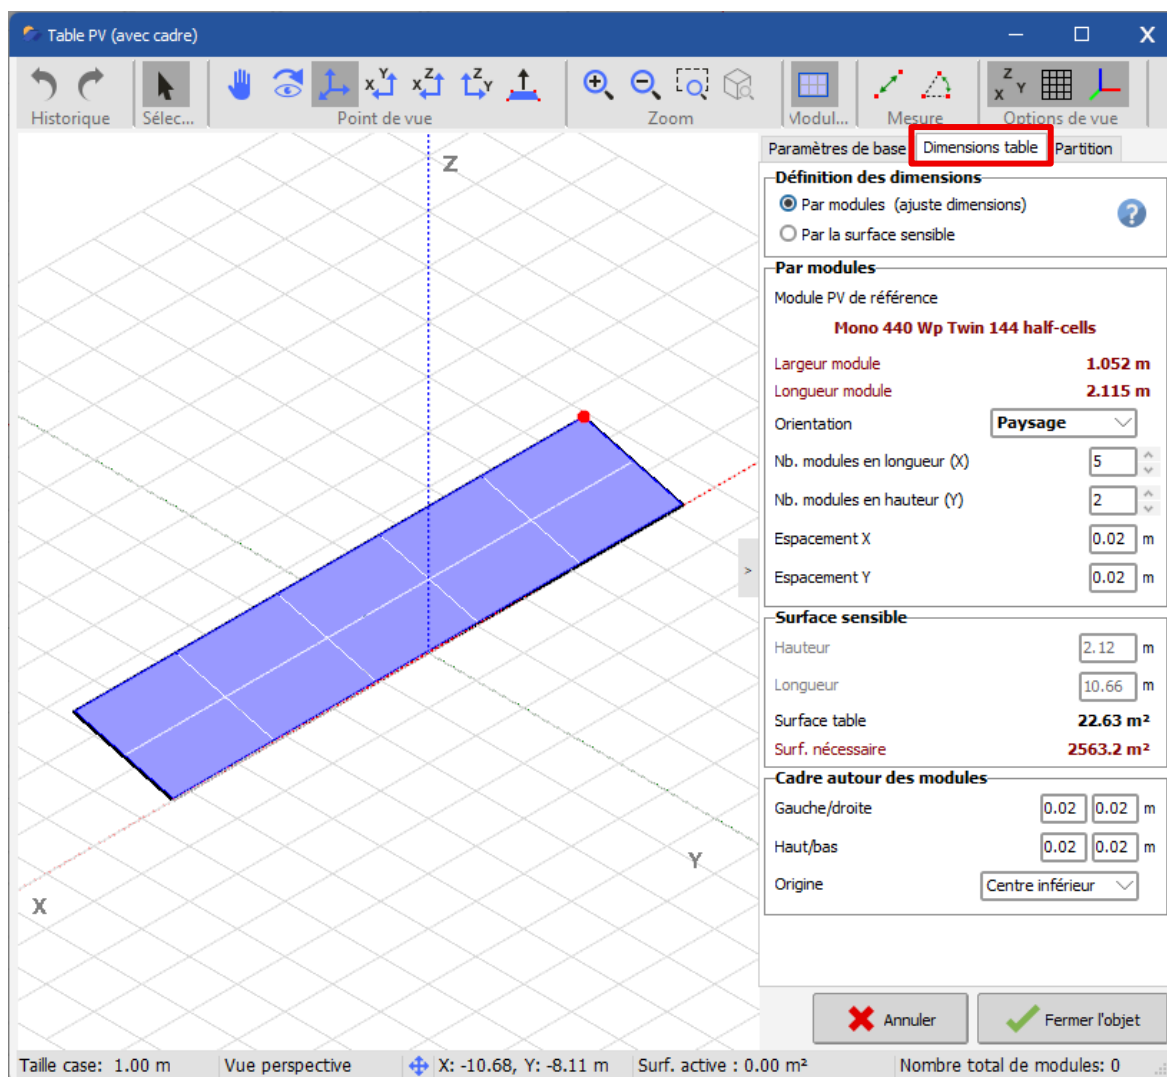 Table PV (avec cadre)
Historique
Sélec...
Point de vue
Zoom
Modul...
Mesure
Options de vue
Paramètres de base
Dimensions table
Partition
Définition des dimensions
Par modules (ajuste dimensions)
Par la surface sensible
Par modules
Module PV de référence
Mono 440 Wp Twin 144 half-cells
Largeur module 1.052 m
Longueur module 2.115 m
Orientation Paysage
Nb. modules en longueur (X) 5
Nb. modules en hauteur (Y) 2
Espacement X 0.02 m
Espacement Y 0.02 m
Surface sensible
Hauteur 2.12 m
Longueur 10.66 m
Surface table 22.63 m²
Surf. nécessaire 2563.2 m²
Cadre autour des modules
Gauche/droite 0.02 0.02 m
Haut/bas 0.02 0.02 m
Origine Centre inférieur
Z
Y
X
Annuler
Fermer l'objet
Taille case: 1.00 m
Vue perspective
X: -10.68, Y: -8.11 m
Surf. active : 0.00 m²
Nombre total de modules: 0